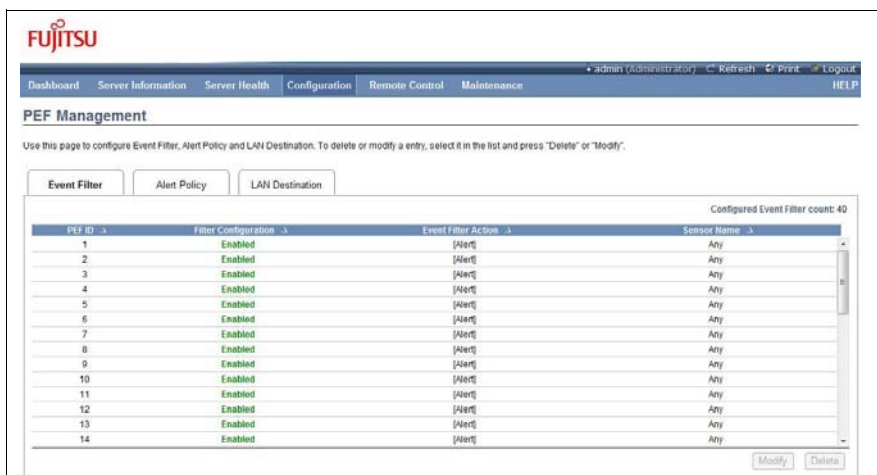 FUJITSU
admin (Administrator) Refresh Print Logout
Dashboard Server Information Server Health Configuration Remote Control Maintenance HELP
PEF Management
Use this page to configure Event Filter, Alert Policy and LAN Destination. To delete or modify a entry, select it in the list and press "Delete" or "Modify".
Event Filter Alert Policy LAN Destination
Configured Event Filter count: 40
PEF ID Filter Configuration Event Filter Action Sensor Name
1 Enabled [Alert] Any
2 Enabled [Alert] Any
3 Enabled [Alert] Any
4 Enabled [Alert] Any
5 Enabled [Alert] Any
6 Enabled [Alert] Any
7 Enabled [Alert] Any
8 Enabled [Alert] Any
9 Enabled [Alert] Any
10 Enabled [Alert] Any
11 Enabled [Alert] Any
12 Enabled [Alert] Any
13 Enabled [Alert] Any
14 Enabled [Alert] Any
Modify Delete